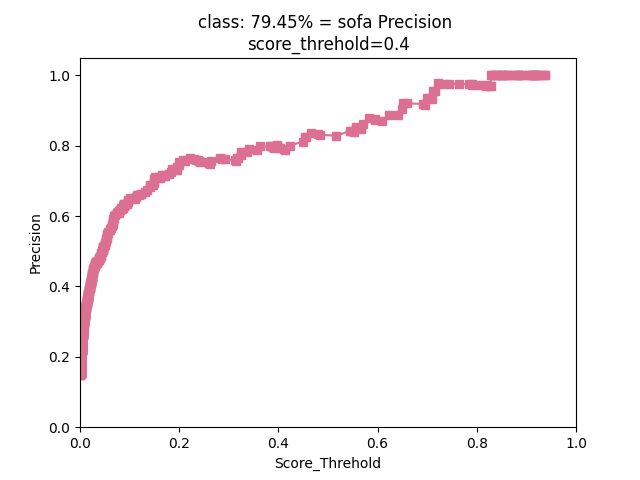 class: 79.45% = sofa Precision
score_threhold=0.4
1.0
0.8
0.6
0.4
0.2
0.0
Precision
0.0 0.2 0.4 0.6 0.8 1.0
Score_Threhold